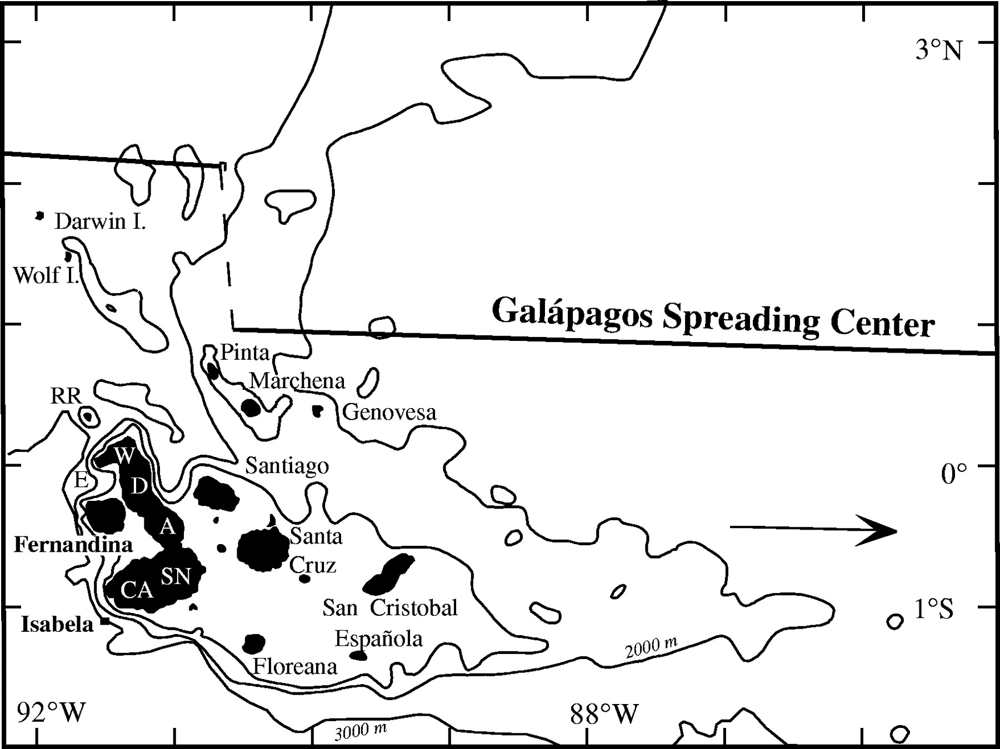 3°N
Darwin I.
Wolf I.
Galápagos Spreading Center
Pinta
Marchena
RR
Genovesa
W
Santiago
0°
E
D
A
Santa
Cruz
Fernandina
SN
CA
San Cristobal
1°S
Isabela
Española
2000 m
Floreana
92°W
88°W
3000 m